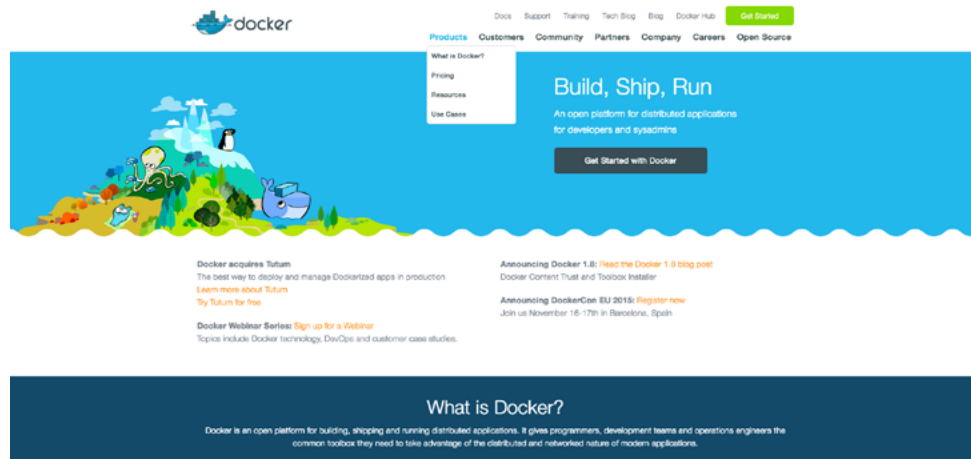 docker
Docs Support Training Tech Blog Blog Docker Hub Get Started
Products Customers Community Partners Company Careers Open Source
What is Docker?
Pricing
Resources
Use Cases
Build, Ship, Run
An open platform for distributed applications
for developers and sysadmins
Get Started with Docker
Docker acquires Tutum
The best way to deploy and manage Dockerized apps in production
Learn more about Tutum
Try Tutum for free
Docker Webinar Series: Sign up for a Webinar
Topics include Docker technology, DevOps and customer case studies.
Announcing Docker 1.8: Read the Docker 1.8 blog post
Docker Content Trust and Toolbox Installer
Announcing DockerCon EU 2015: Register now
Join us November 16-17th in Barcelona, Spain
What is Docker?
Docker is an open platform for building, shipping and running distributed applications. It gives programmers, development teams and operations engineers the
common toolbox they need to take advantage of the distributed and networked nature of modern applications.